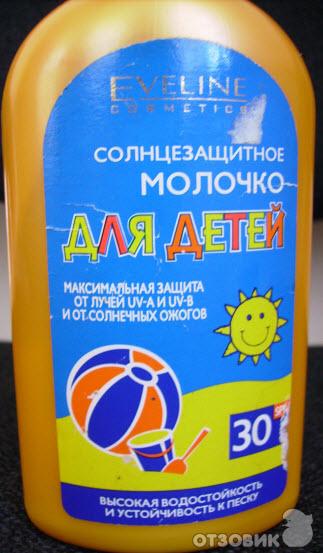 EVELINE
COSMETICS
СОЛНЦЕЗАЩИТНОЕ
МОЛОЧКО
ДЛЯ ДЕТЕЙ
МАКСИМАЛЬНАЯ ЗАЩИТА
ОТ ЛУЧЕЙ UV-A И UV-B
И ОТ СОЛНЕЧНЫХ ОЖОГОВ
30
ВЫСОКАЯ ВОДОСТОЙКОСТЬ
И УСТОЙЧИВОСТЬ К ПЕСКУ
ОТЗОВИК